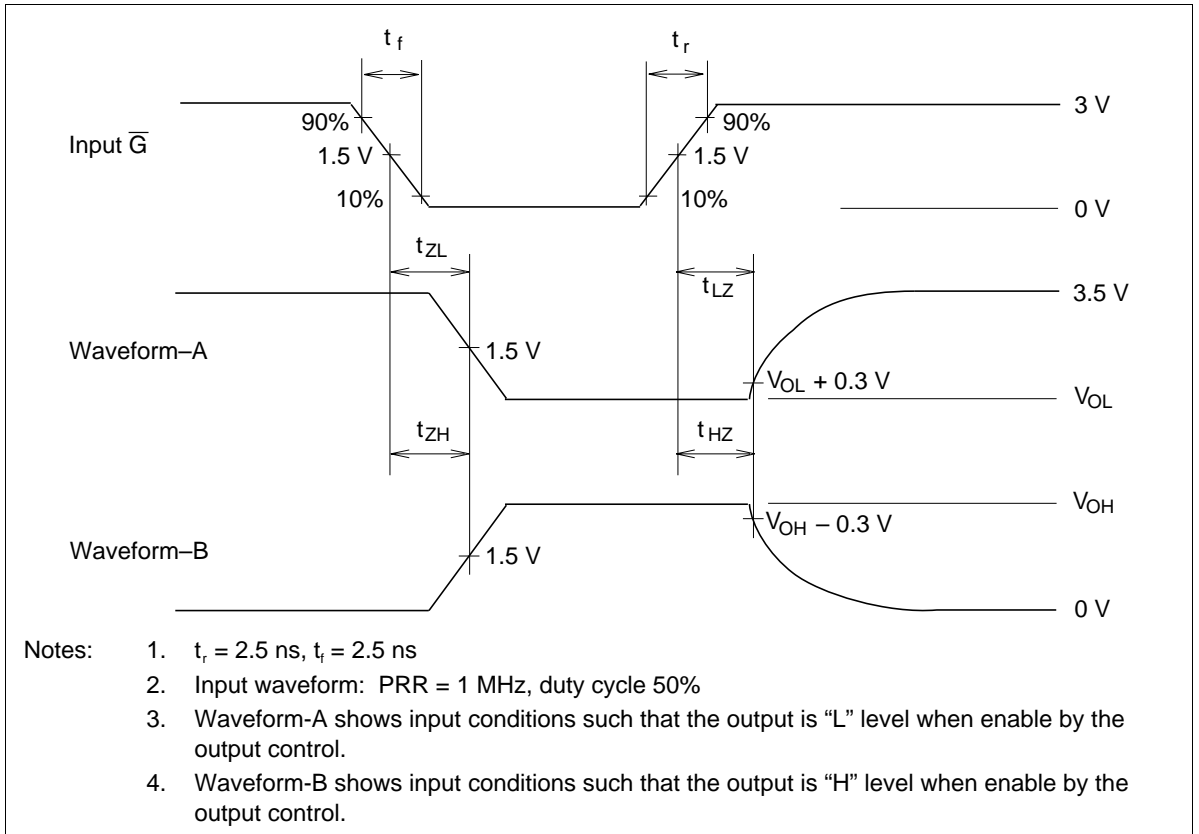 t f
t r
3 V
90%
90%
Input G̅
1.5 V
1.5 V
10%
10%
0 V
t ZL
t LZ
3.5 V
Waveform–A
1.5 V
VOL + 0.3 V
VOL
t ZH
t HZ
VOH
VOH – 0.3 V
Waveform–B
1.5 V
0 V
Notes: 1. tr = 2.5 ns, tf = 2.5 ns
2. Input waveform: PRR = 1 MHz, duty cycle 50%
3. Waveform-A shows input conditions such that the output is “L” level when enable by the
output control.
4. Waveform-B shows input conditions such that the output is “H” level when enable by the
output control.